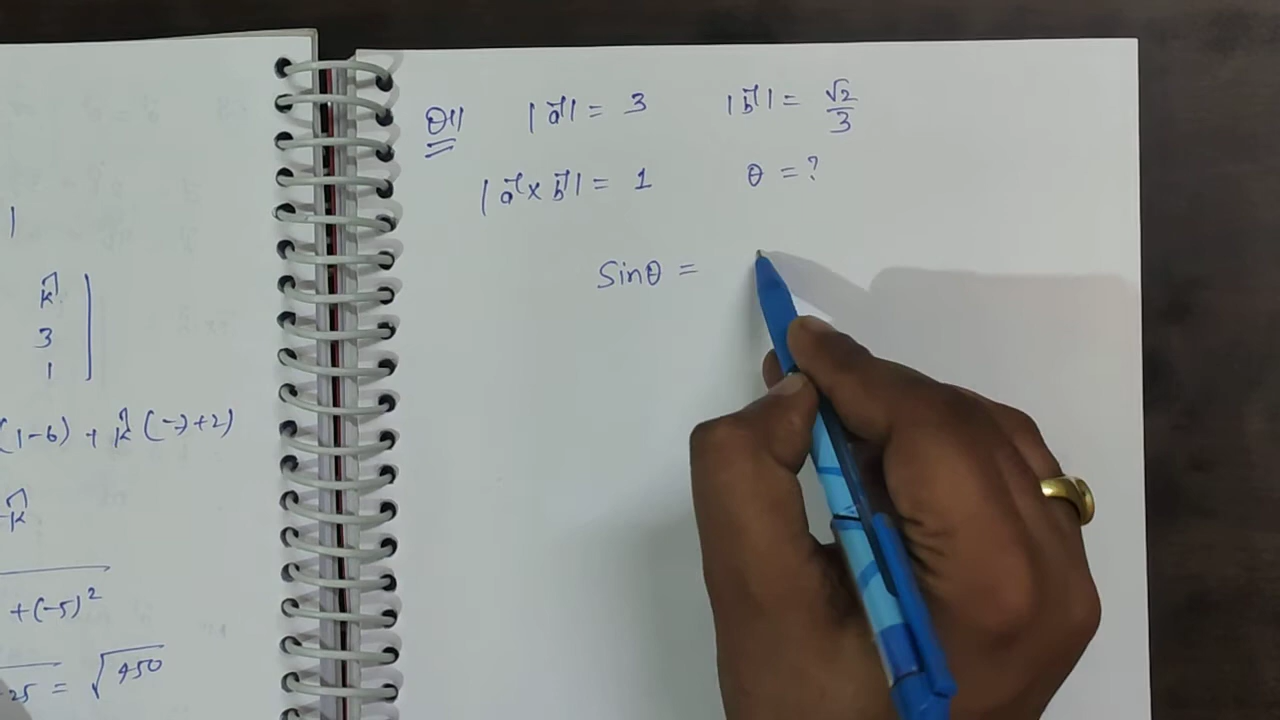 |
k̂
3
1
(1-6) + k̂ (-7+2)
k̂
+(-5)²
25 = √450
Q11 |a⃗| = 3 |b⃗| = √2/3
|a⃗ × b⃗| = 1 θ = ?
Sinθ =